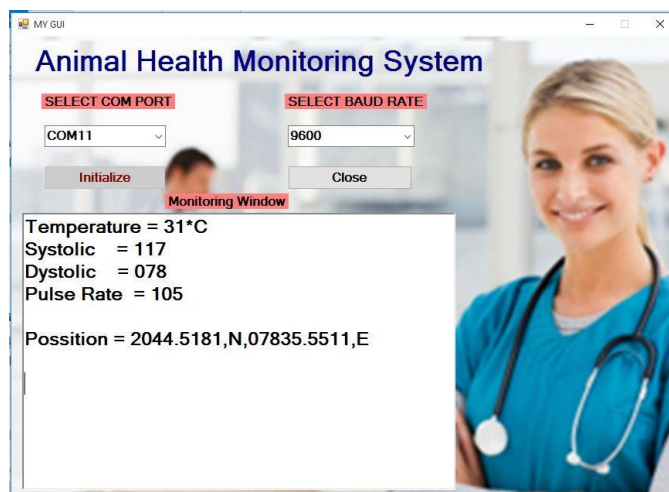 MY GUI
Animal Health Monitoring System
SELECT COM PORT SELECT BAUD RATE
COM11 9600
Initialize Close
Monitoring Window
Temperature = 31*C
Systolic = 117
Dystolic = 078
Pulse Rate = 105
Possition = 2044.5181,N,07835.5511,E